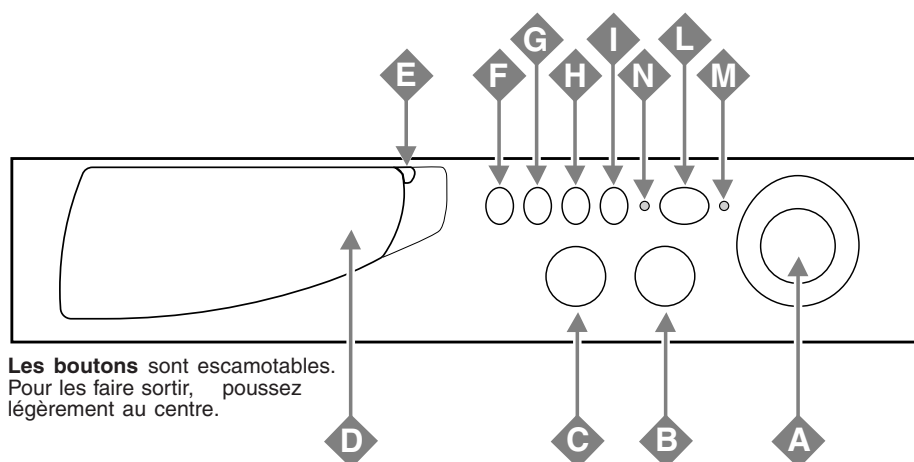 G I L
E F H N M
Les boutons sont escamotables.
Pour les faire sortir, poussez
légèrement au centre.
D C B A